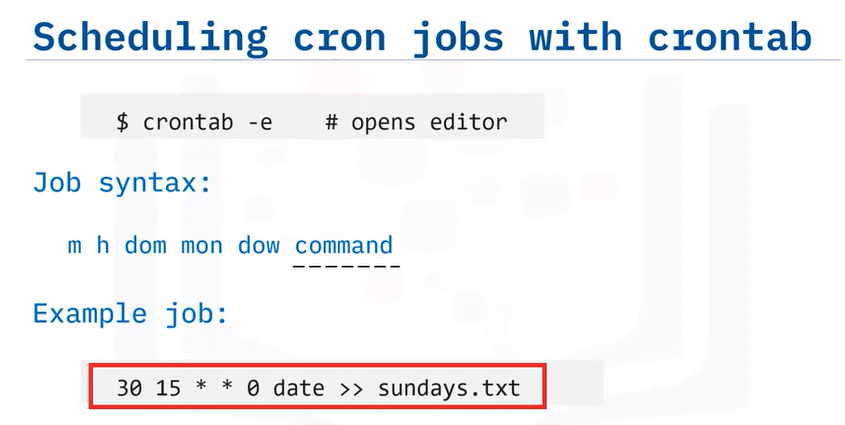 Scheduling cron jobs with crontab
$ crontab -e    # opens editor
Job syntax:
m h dom mon dow command
Example job:
30 15 * * 0 date >> sundays.txt